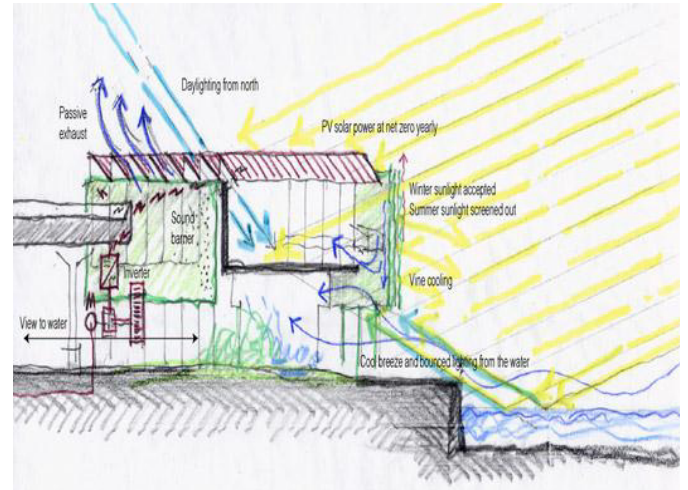 Daylighting from north
Passive
exhaust
PV solar power at net zero yearly
Winter sunlight accepted
Summer sunlight screened out
Sound
barrier
Inverter
Vine cooling
View to water
Cool breeze and bounced lighting from the water